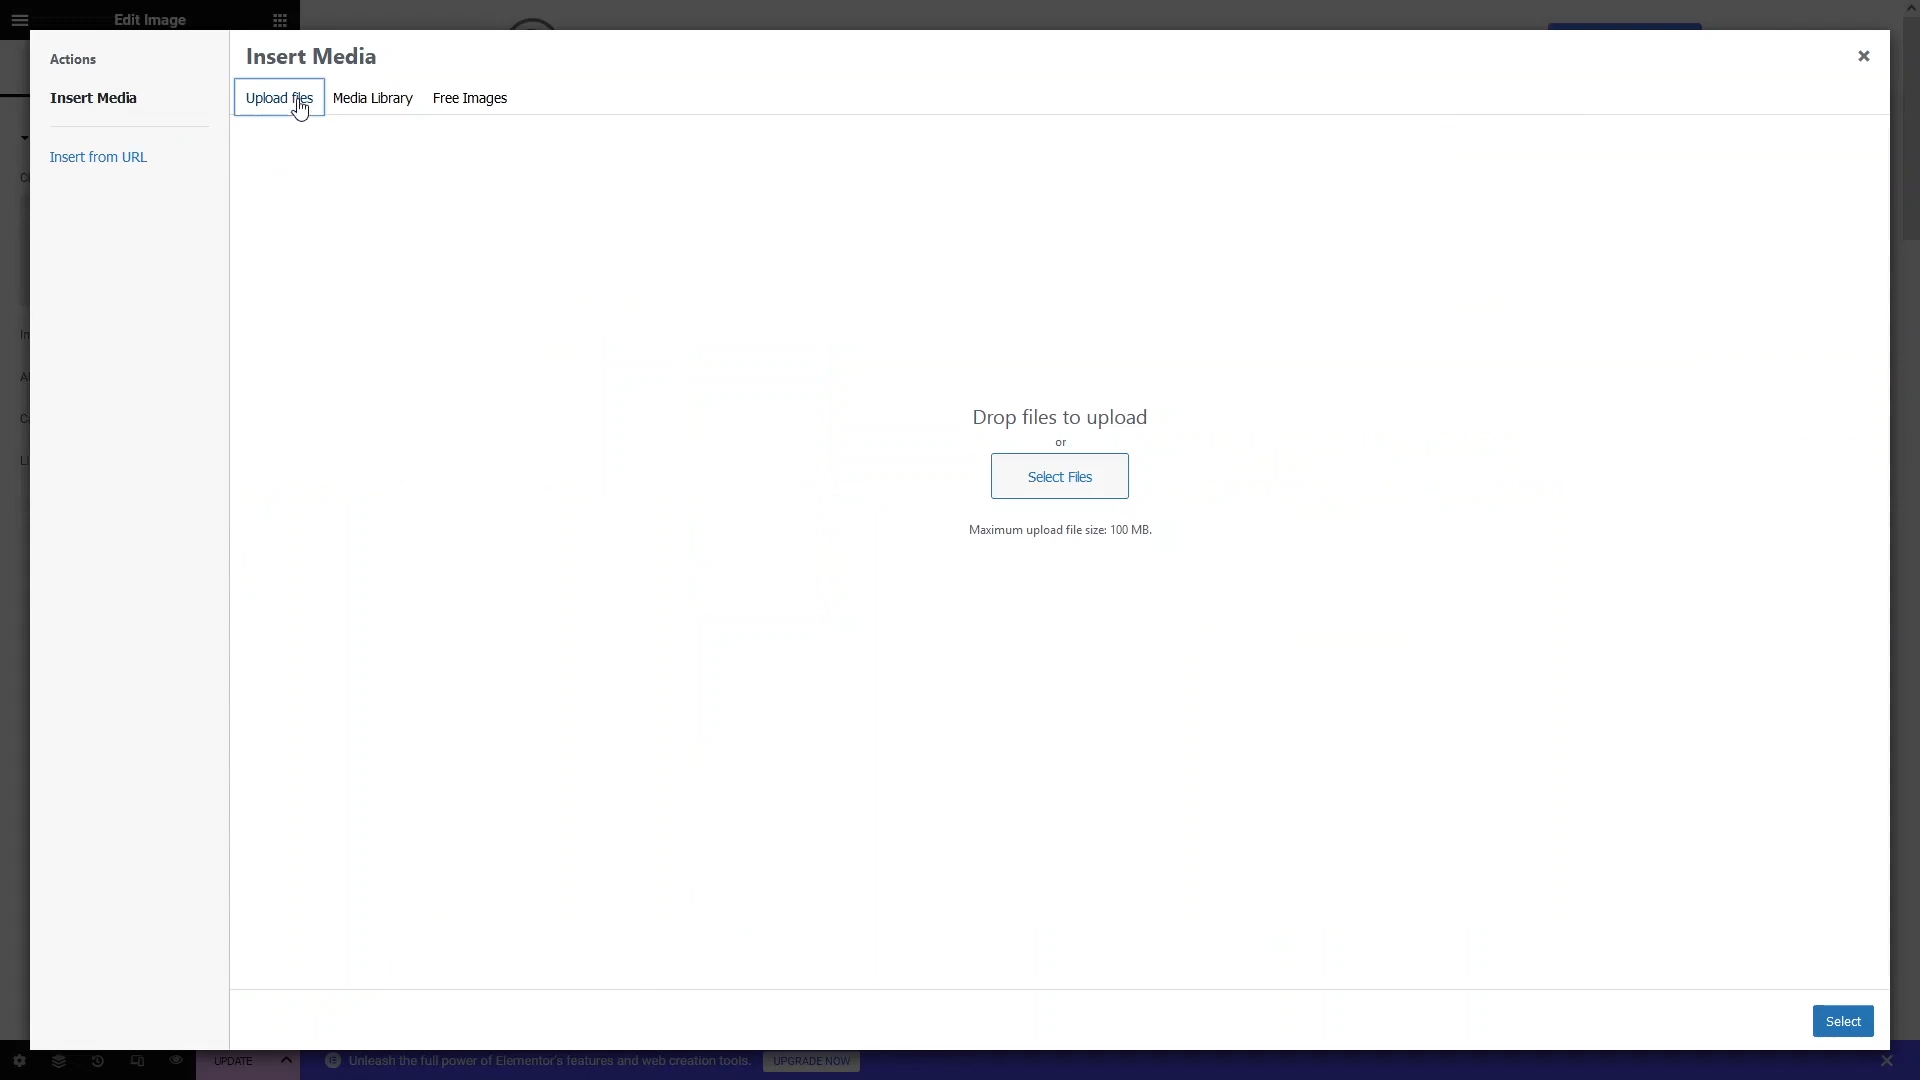 Edit Image
Actions
Insert Media
Insert from URL
Insert Media
Upload files
Media Library
Free Images
Drop files to upload
or
Select Files
Maximum upload file size: 100 MB.
Select
UPDATE
Unleash the full power of Elementor's features and web creation tools.
UPGRADE NOW